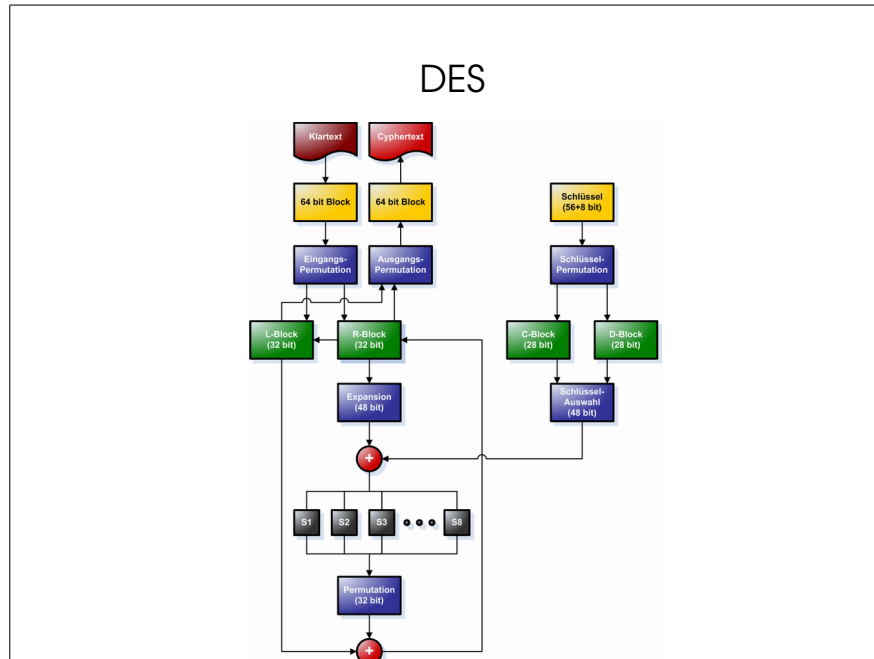 DES
Klartext
Cyphertext
64 bit Block
64 bit Block
Schlüssel
(56+8 bit)
Eingangs-
Permutation
Ausgangs-
Permutation
Schlüssel-
Permutation
L-Block
(32 bit)
R-Block
(32 bit)
C-Block
(28 bit)
D-Block
(28 bit)
Expansion
(48 bit)
Schlüssel-
Auswahl
(48 bit)
+
S1
S2
S3
S8
Permutation
(32 bit)
+